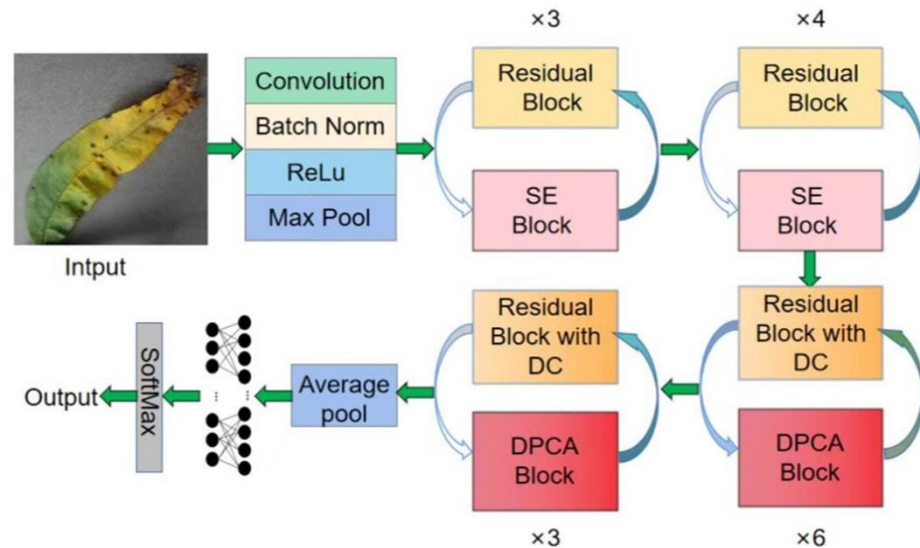 ×3
×4
Convolution
Batch Norm
ReLu
Max Pool
Residual
Block
SE
Block
Residual
Block
SE
Block
Intput
Residual
Block with
DC
DPCA
Block
×6
Residual
Block with
DC
DPCA
Block
×3
Average
pool
SoftMax
Output